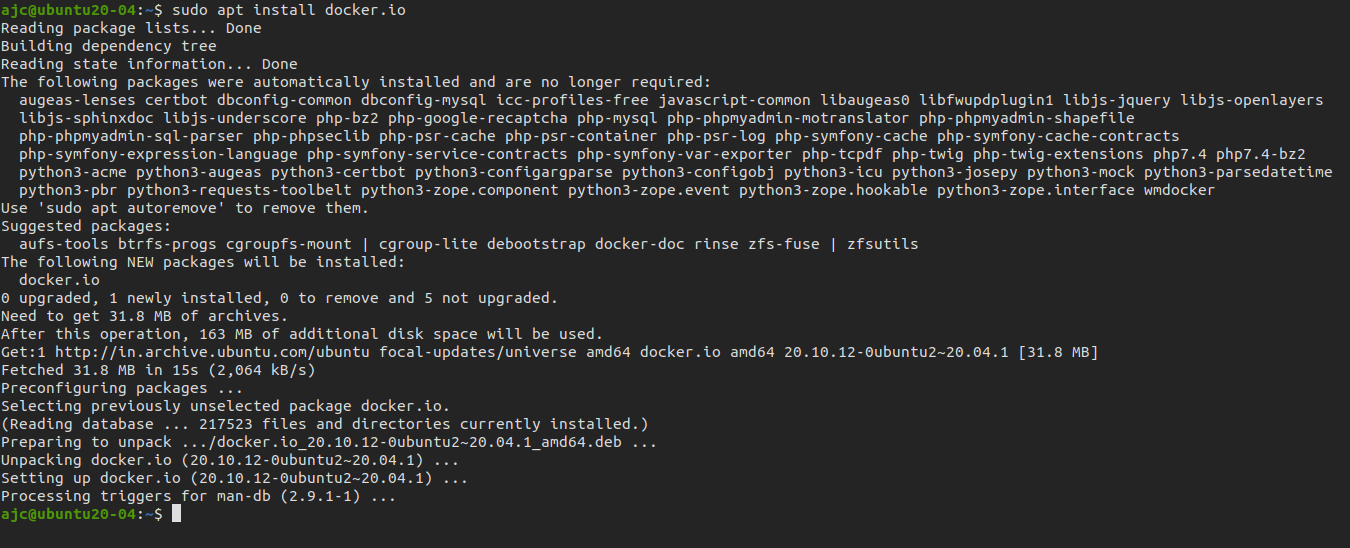 ajc@ubuntu20-04:~$ sudo apt install docker.io
Reading package lists... Done
Building dependency tree
Reading state information... Done
The following packages were automatically installed and are no longer required:
  augeas-lenses certbot dbconfig-common dbconfig-mysql icc-profiles-free javascript-common libaugeas0 libfwupdplugin1 libjs-jquery libjs-openlayers
  libjs-sphinxdoc libjs-underscore php-bz2 php-google-recaptcha php-mysql php-phpmyadmin-motranslator php-phpmyadmin-shapefile
  php-phpmyadmin-sql-parser php-phpseclib php-psr-cache php-psr-container php-psr-log php-symfony-cache php-symfony-cache-contracts
  php-symfony-expression-language php-symfony-service-contracts php-symfony-var-exporter php-tcpdf php-twig php-twig-extensions php7.4 php7.4-bz2
  python3-acme python3-augeas python3-certbot python3-configargparse python3-configobj python3-icu python3-josepy python3-mock python3-parsedatetime
  python3-pbr python3-requests-toolbelt python3-zope.component python3-zope.event python3-zope.hookable python3-zope.interface wmdocker
Use 'sudo apt autoremove' to remove them.
Suggested packages:
  aufs-tools btrfs-progs cgroupfs-mount | cgroup-lite debootstrap docker-doc rinse zfs-fuse | zfsutils
The following NEW packages will be installed:
  docker.io
0 upgraded, 1 newly installed, 0 to remove and 5 not upgraded.
Need to get 31.8 MB of archives.
After this operation, 163 MB of additional disk space will be used.
Get:1 http://in.archive.ubuntu.com/ubuntu focal-updates/universe amd64 docker.io amd64 20.10.12-0ubuntu2~20.04.1 [31.8 MB]
Fetched 31.8 MB in 15s (2,064 kB/s)
Preconfiguring packages ...
Selecting previously unselected package docker.io.
(Reading database ... 217523 files and directories currently installed.)
Preparing to unpack .../docker.io_20.10.12-0ubuntu2~20.04.1_amd64.deb ...
Unpacking docker.io (20.10.12-0ubuntu2~20.04.1) ...
Setting up docker.io (20.10.12-0ubuntu2~20.04.1) ...
Processing triggers for man-db (2.9.1-1) ...
ajc@ubuntu20-04:~$